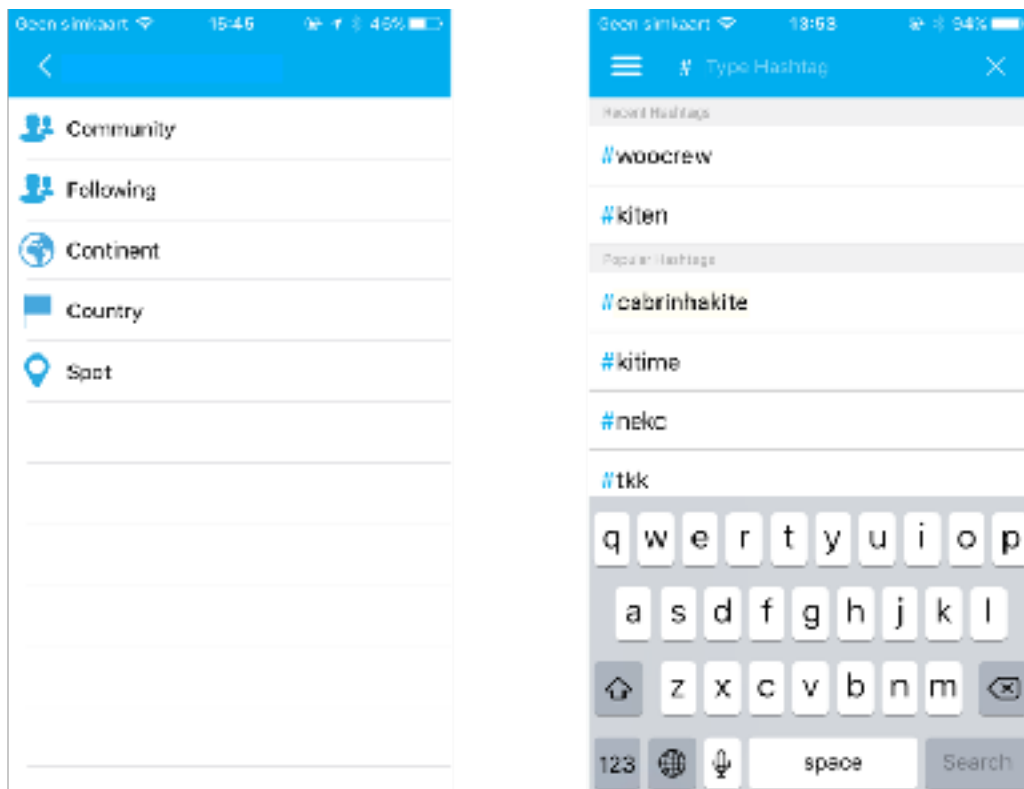 Geen simkaart 15:45 46%
Community
Following
Continent
Country
Spot
Geen simkaart 13:53 94%
# Type Hashtag
Recent Hashtags
#woocrew
#kiten
Popular Hashtags
#cabrinhakite
#kitime
#nekc
#tkk
q w e r t y u i o p
a s d f g h j k l
z x c v b n m
123 space Search